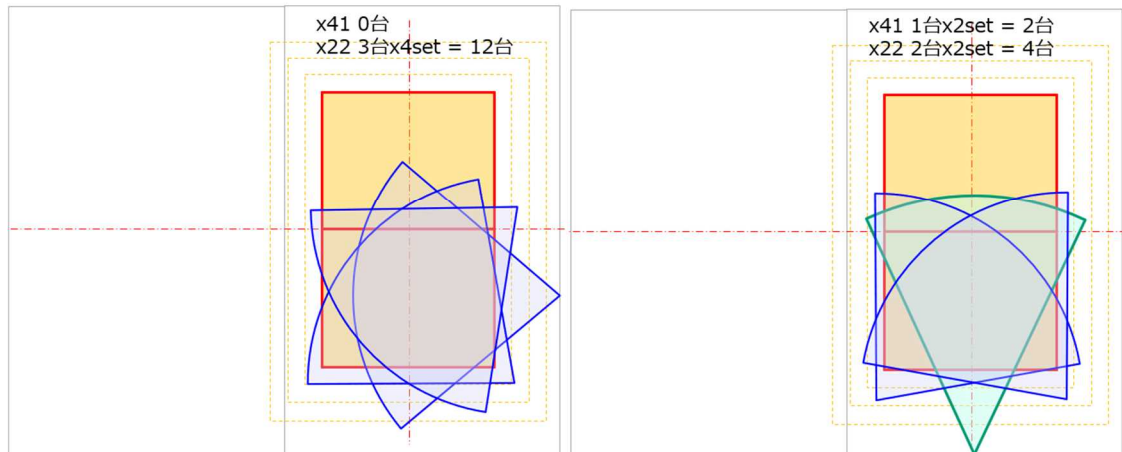 x41 0台
x22 3台x4set = 12台
x41 1台x2set = 2台
x22 2台x2set = 4台